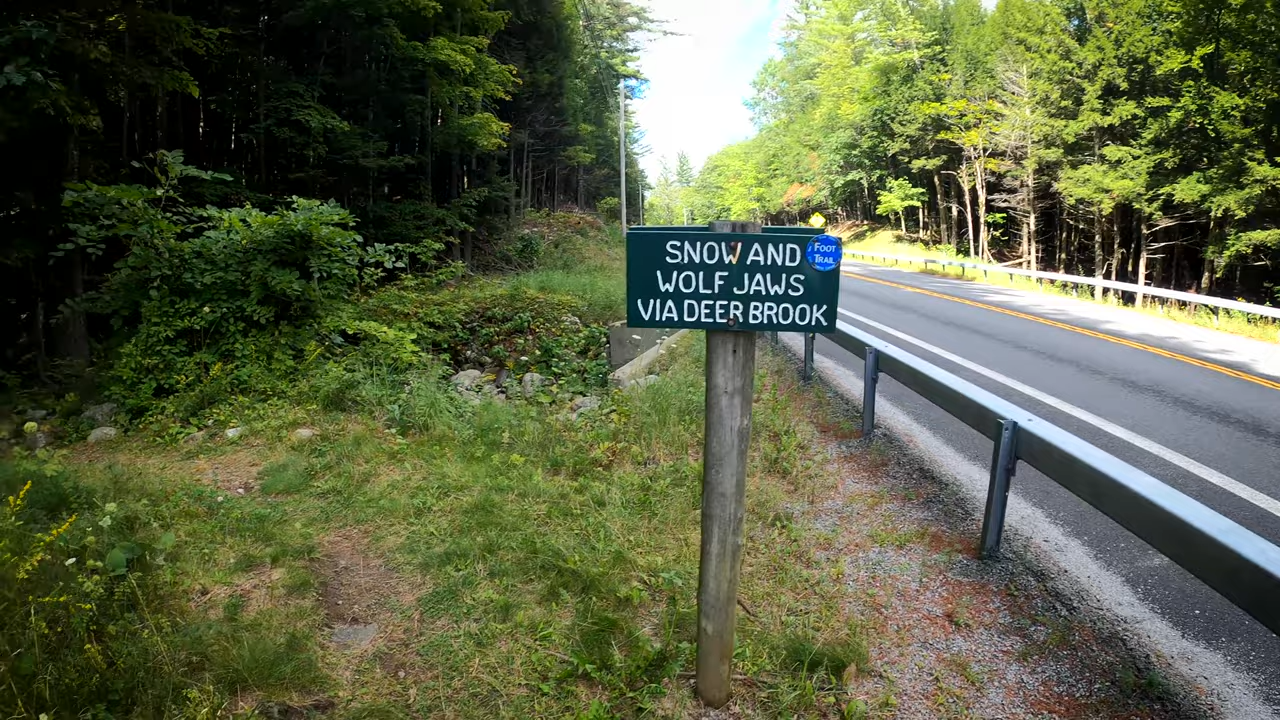 SNOW AND
WOLF JAWS
VIA DEER BROOK
FOOT
TRAIL